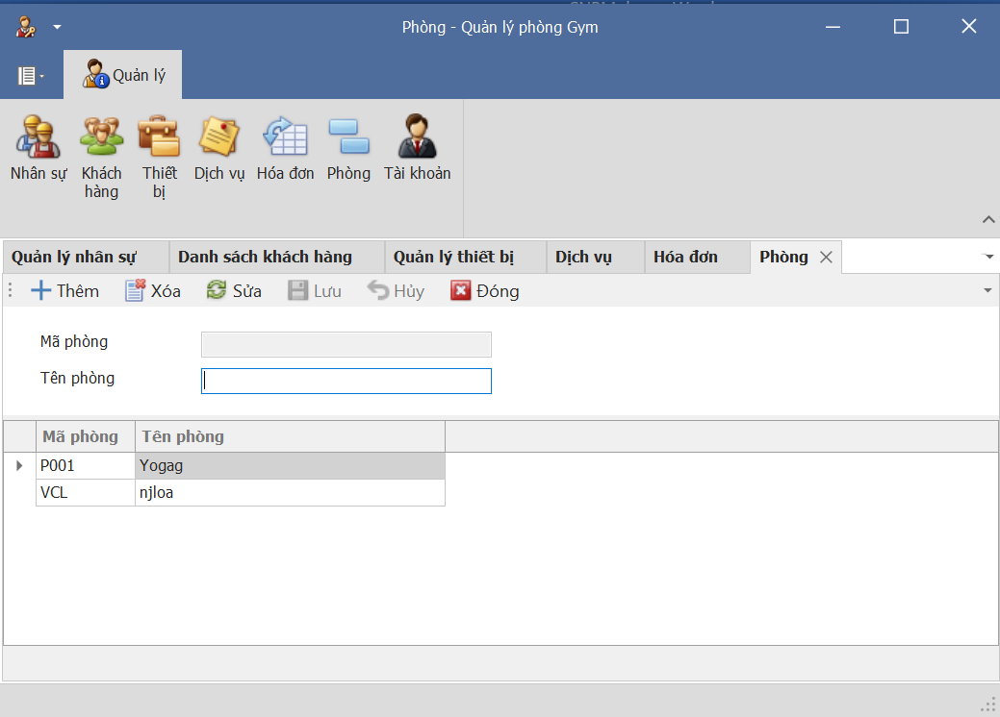 Phòng - Quản lý phòng Gym
Quản lý
Nhân sự Khách hàng Thiết bị Dịch vụ Hóa đơn Phòng Tài khoản
Quản lý nhân sự Danh sách khách hàng Quản lý thiết bị Dịch vụ Hóa đơn Phòng
Thêm Xóa Sửa Lưu Hủy Đóng
Mã phòng
Tên phòng
Mã phòng Tên phòng
P001 Yogag
VCL njloa